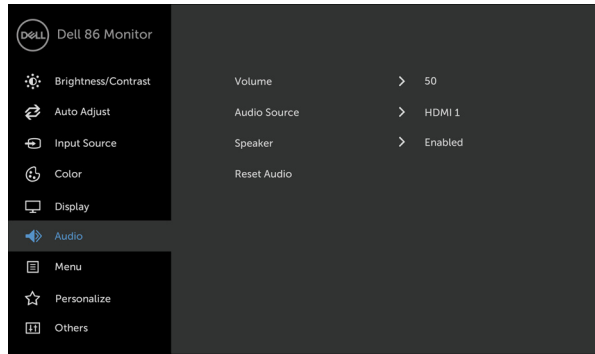 DELL Dell 86 Monitor
Brightness/Contrast
Auto Adjust
Input Source
Color
Display
Audio
Menu
Personalize
Others
Volume > 50
Audio Source > HDMI 1
Speaker > Enabled
Reset Audio